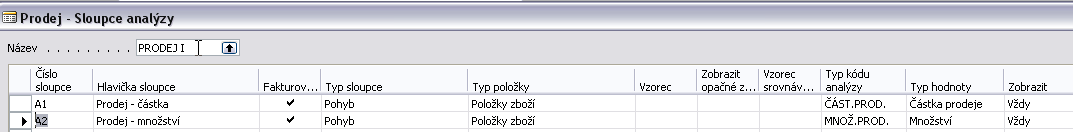 Prodej - Sloupce analýzy
Název . . . . . . . . . PRODEJ I
Číslo sloupce Hlavička sloupce Fakturov... Typ sloupce Typ položky Vzorec Zobrazit opačné z... Vzorec srovnáv... Typ kódu analýzy Typ hodnoty Zobrazit
A1 Prodej - částka ✔ Pohyb Položky zboží ČÁST.PROD. Částka prodeje Vždy
A2 Prodej - množství ✔ Pohyb Položky zboží MNOŽ.PROD. Množství Vždy